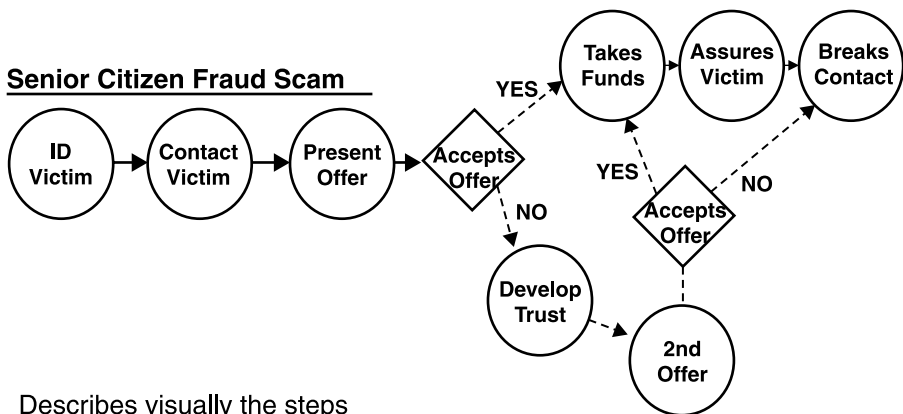 Senior Citizen Fraud Scam
ID
Victim
Contact
Victim
Present
Offer
Accepts
Offer
YES
NO
Takes
Funds
Assures
Victim
Breaks
Contact
Develop
Trust
2nd
Offer
Accepts
Offer
YES
NO
Describes visually the steps